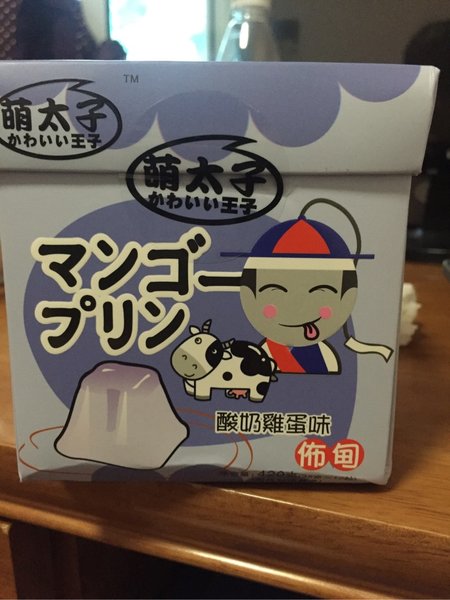 萌太子
かわいい王子
TM
萌太子
かわいい王子
マンゴー
プリン
酸奶雞蛋味
佈甸